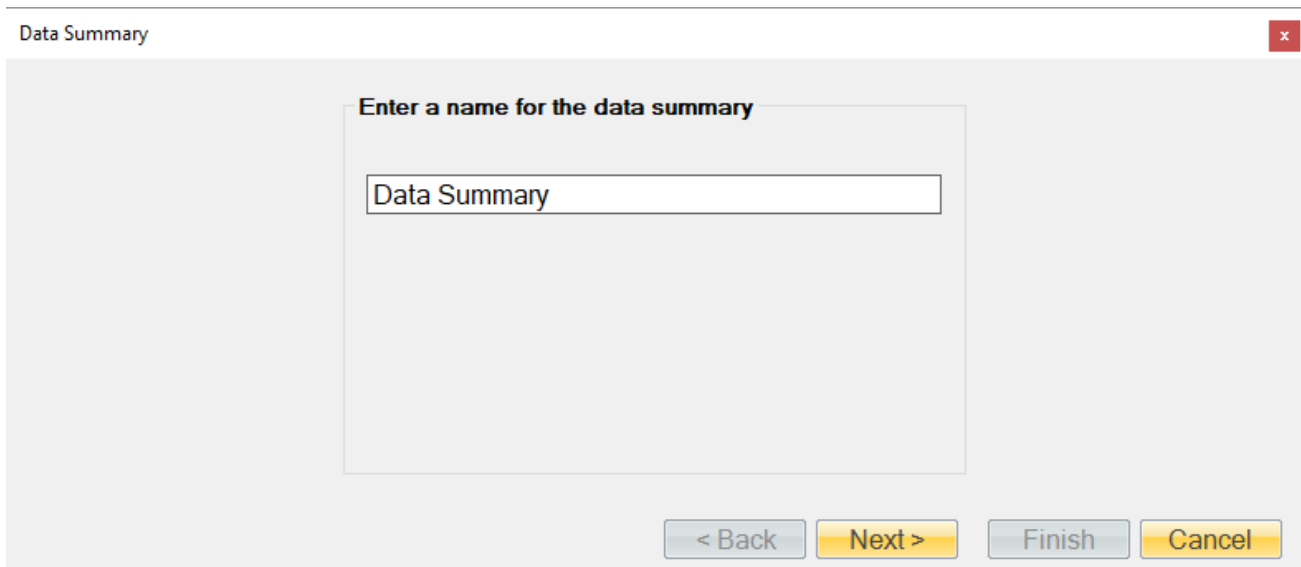 Data Summary
x
Enter a name for the data summary
Data Summary
< Back Next > Finish Cancel